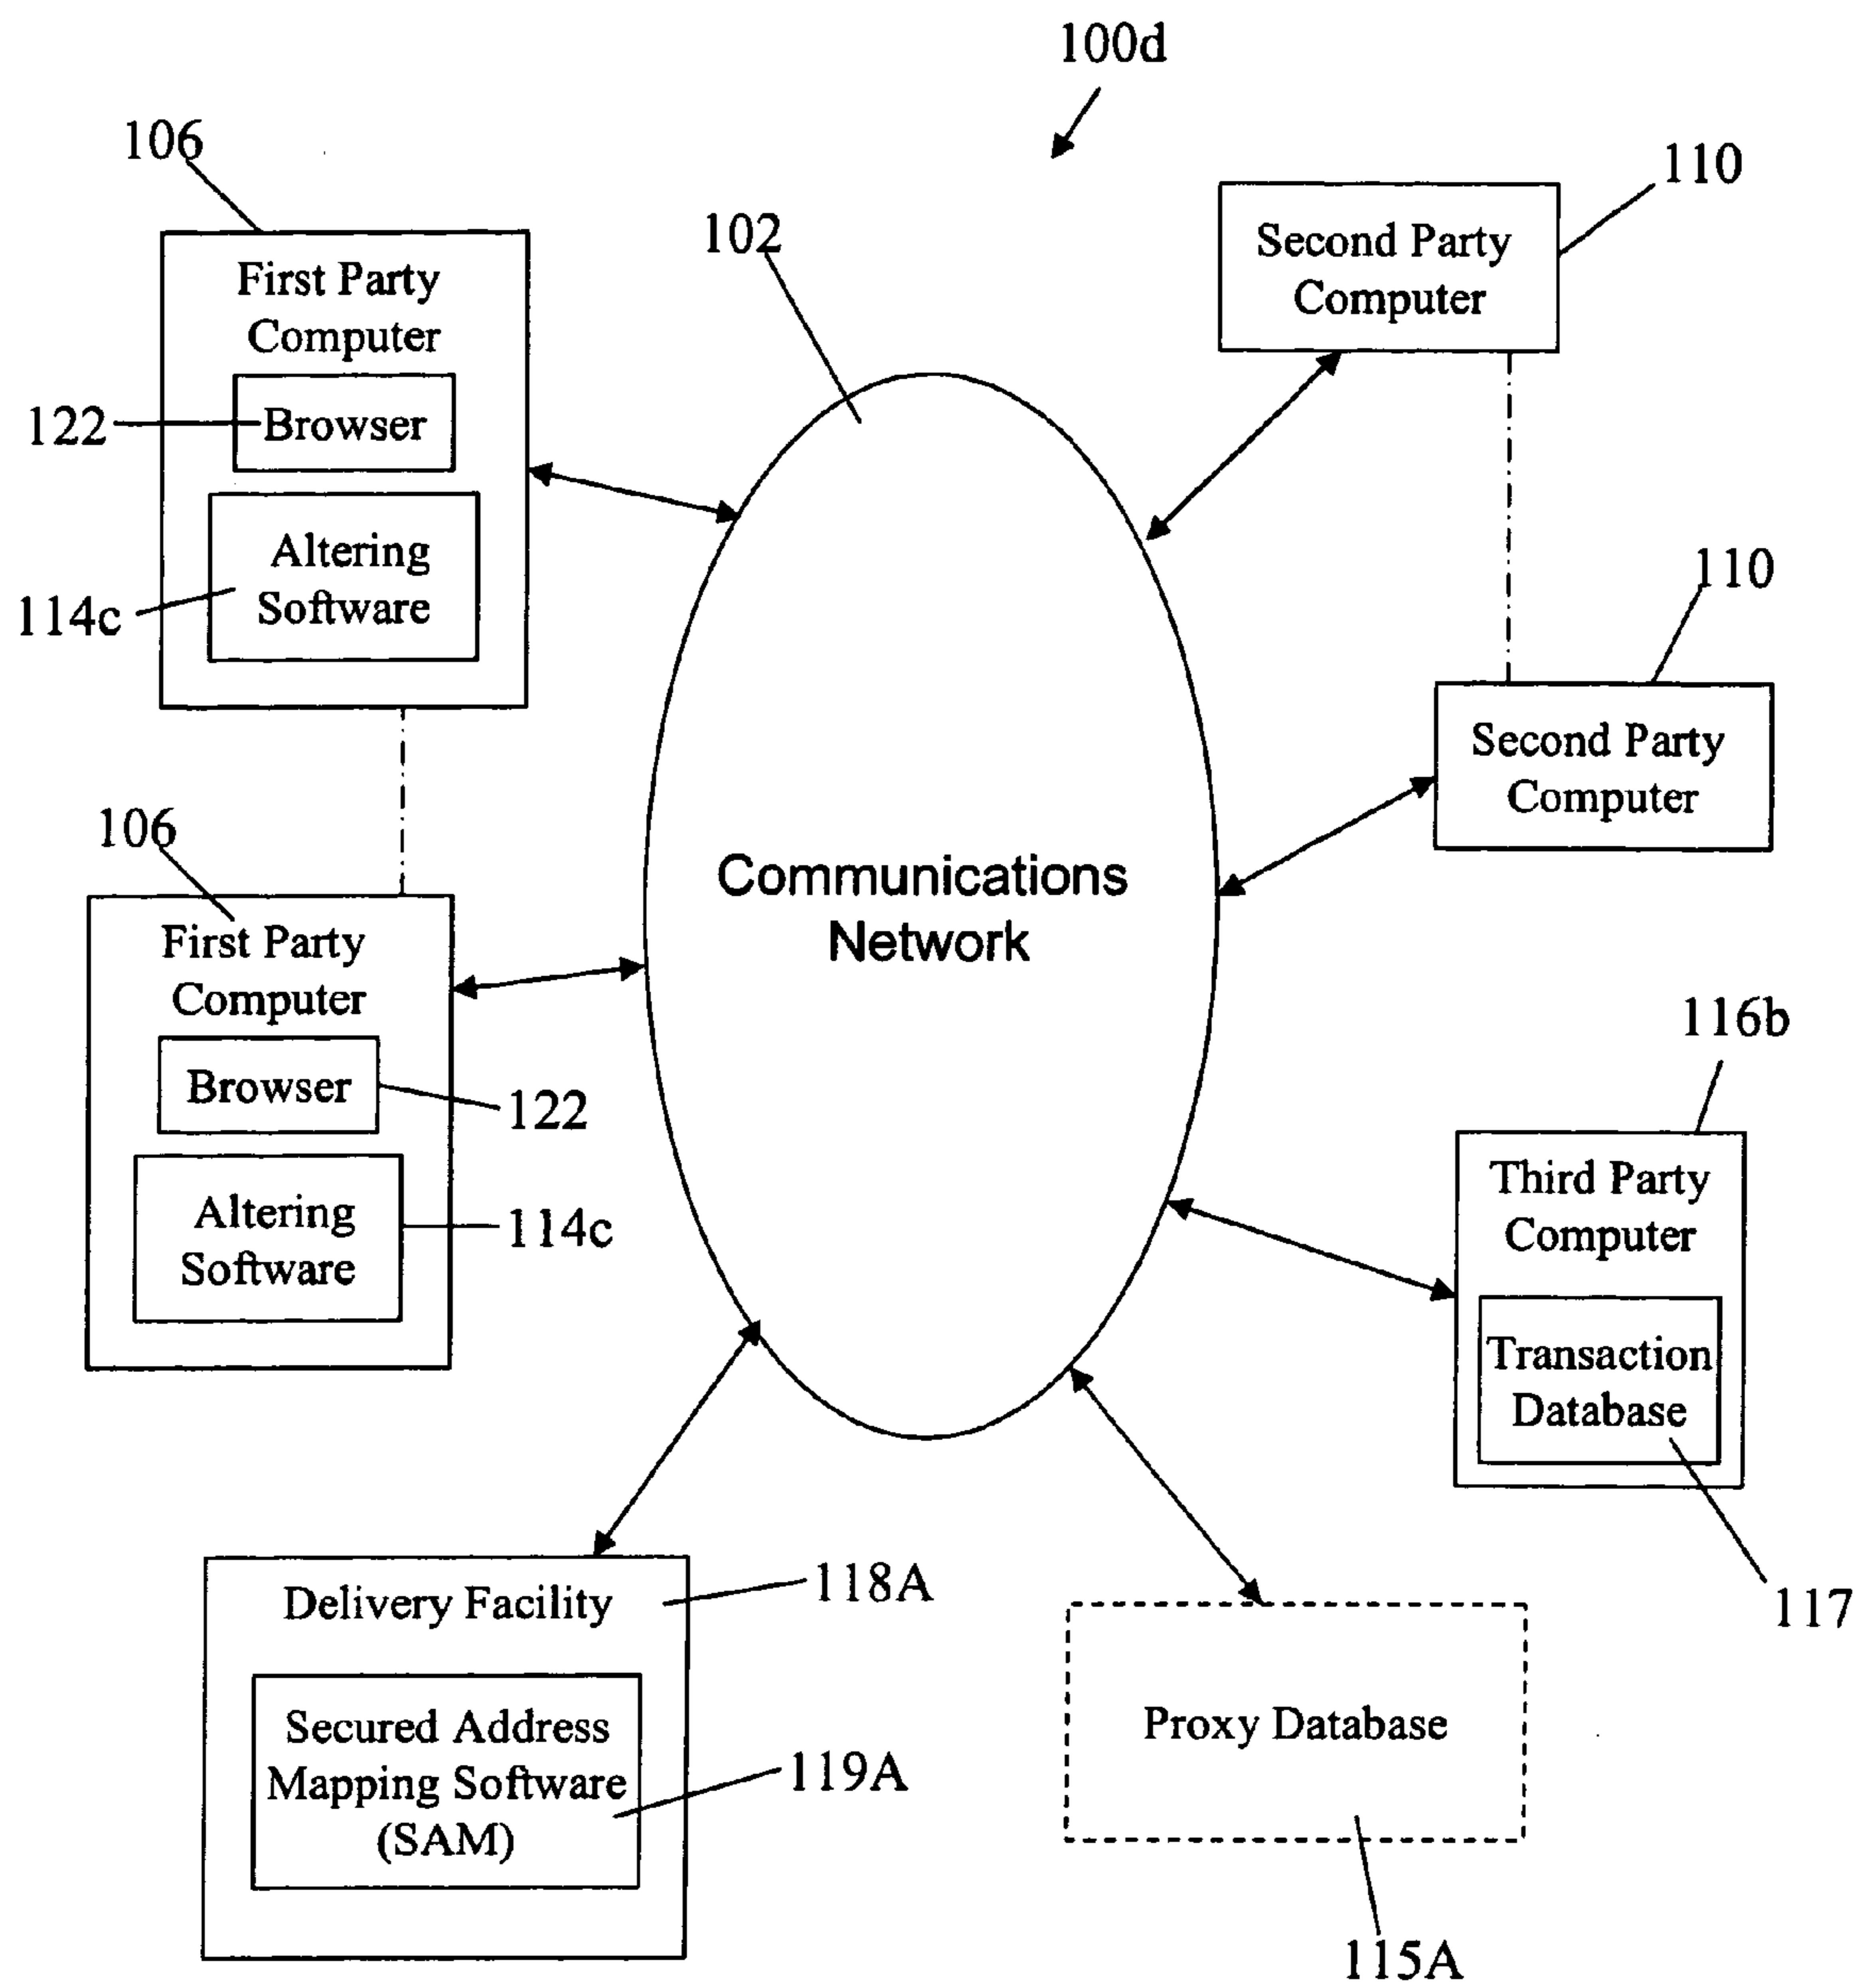 100d
106
110
102
First Party
Computer
Second Party
Computer
122
Browser
Altering
Software
114c
110
Second Party
Computer
106
Communications
Network
First Party
Computer
116b
Browser
122
Third Party
Computer
Altering
Software
114c
Transaction
Database
118A
Delivery Facility
117
Secured Address
Mapping Software
(SAM)
119A
Proxy Database
115A